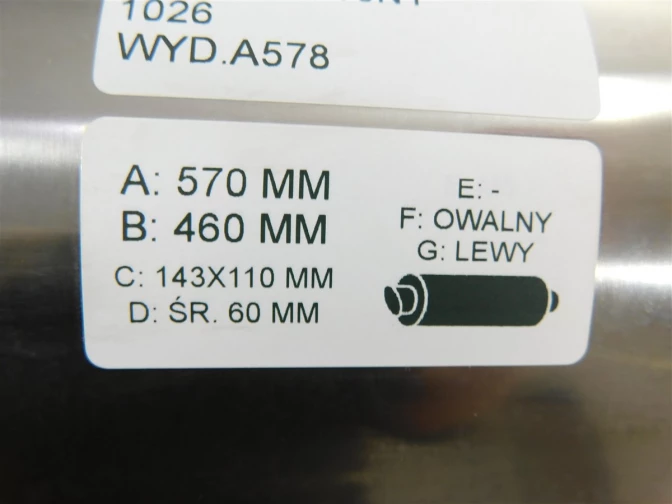 1026
WYD.A578
A: 570 MM
B: 460 MM
C: 143X110 MM
D: ŚR. 60 MM
E: -
F: OWALNY
G: LEWY